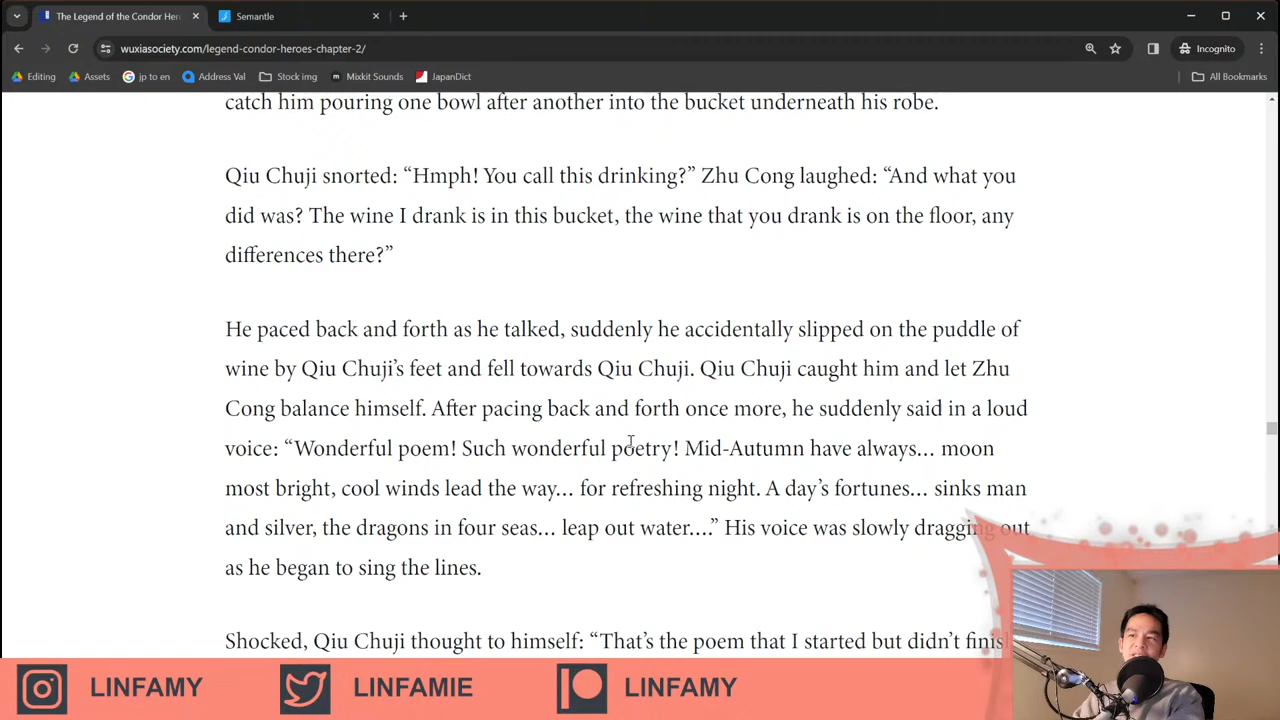 The Legend of the Condor Her
Semantle
wuxiasociety.com/legend-condor-heroes-chapter-2/
Incognito
Editing
Assets
jp to en
Address Val
Stock img
Mixkit Sounds
JapanDict
All Bookmarks
catch him pouring one bowl after another into the bucket underneath his robe.
Qiu Chuji snorted: “Hmph! You call this drinking?” Zhu Cong laughed: “And what you
did was? The wine I drank is in this bucket, the wine that you drank is on the floor, any
differences there?”
He paced back and forth as he talked, suddenly he accidentally slipped on the puddle of
wine by Qiu Chuji’s feet and fell towards Qiu Chuji. Qiu Chuji caught him and let Zhu
Cong balance himself. After pacing back and forth once more, he suddenly said in a loud
voice: “Wonderful poem! Such wonderful poetry! Mid-Autumn have always… moon
most bright, cool winds lead the way… for refreshing night. A day’s fortunes… sinks man
and silver, the dragons in four seas… leap out water….” His voice was slowly dragging out
as he began to sing the lines.
Shocked, Qiu Chuji thought to himself: “That’s the poem that I started but didn’t finish
LINFAMY
LINFAMIE
LINFAMY